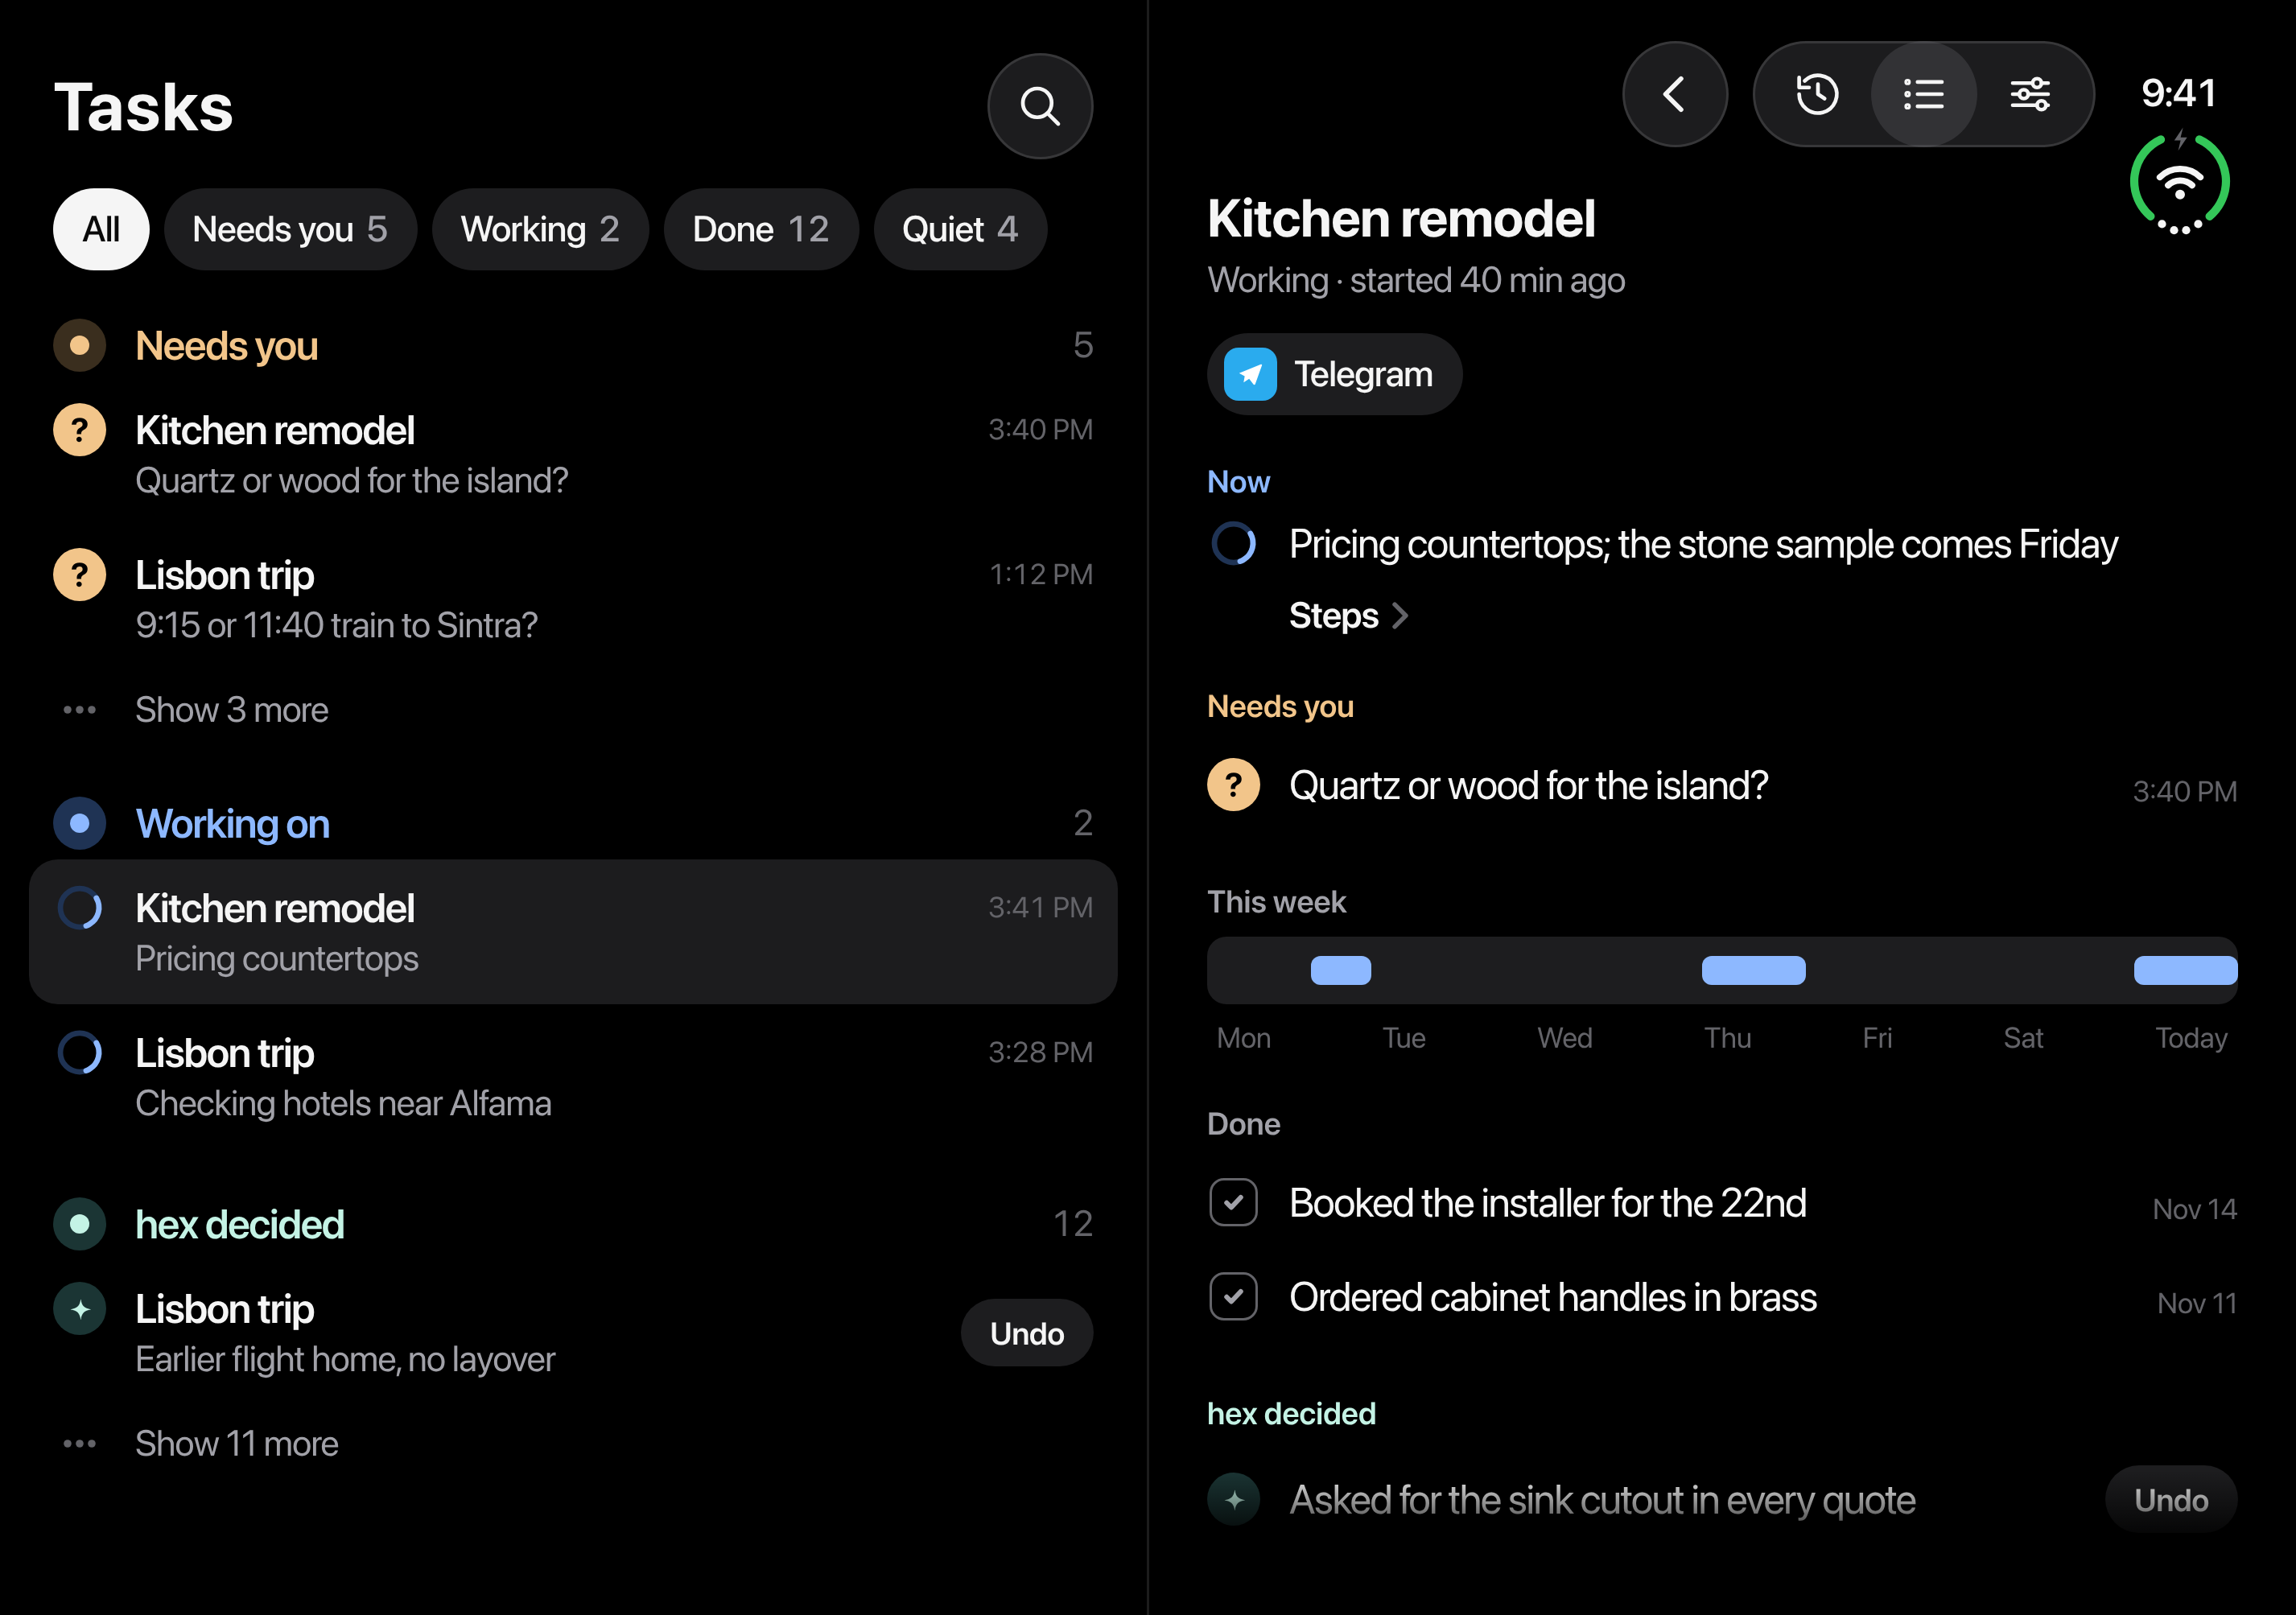 Tasks
All
Needs you 5
Working 2
Done 12
Quiet 4
Needs you 5
? Kitchen remodel 3:40 PM
Quartz or wood for the island?
? Lisbon trip 1:12 PM
9:15 or 11:40 train to Sintra?
Show 3 more
Working on 2
Kitchen remodel 3:41 PM
Pricing countertops
Lisbon trip 3:28 PM
Checking hotels near Alfama
hex decided 12
Lisbon trip
Earlier flight home, no layover
Undo
Show 11 more
9:41
Kitchen remodel
Working · started 40 min ago
Telegram
Now
Pricing countertops; the stone sample comes Friday
Steps
Needs you
? Quartz or wood for the island? 3:40 PM
This week
Mon Tue Wed Thu Fri Sat Today
Done
Booked the installer for the 22nd Nov 14
Ordered cabinet handles in brass Nov 11
hex decided
Asked for the sink cutout in every quote Undo